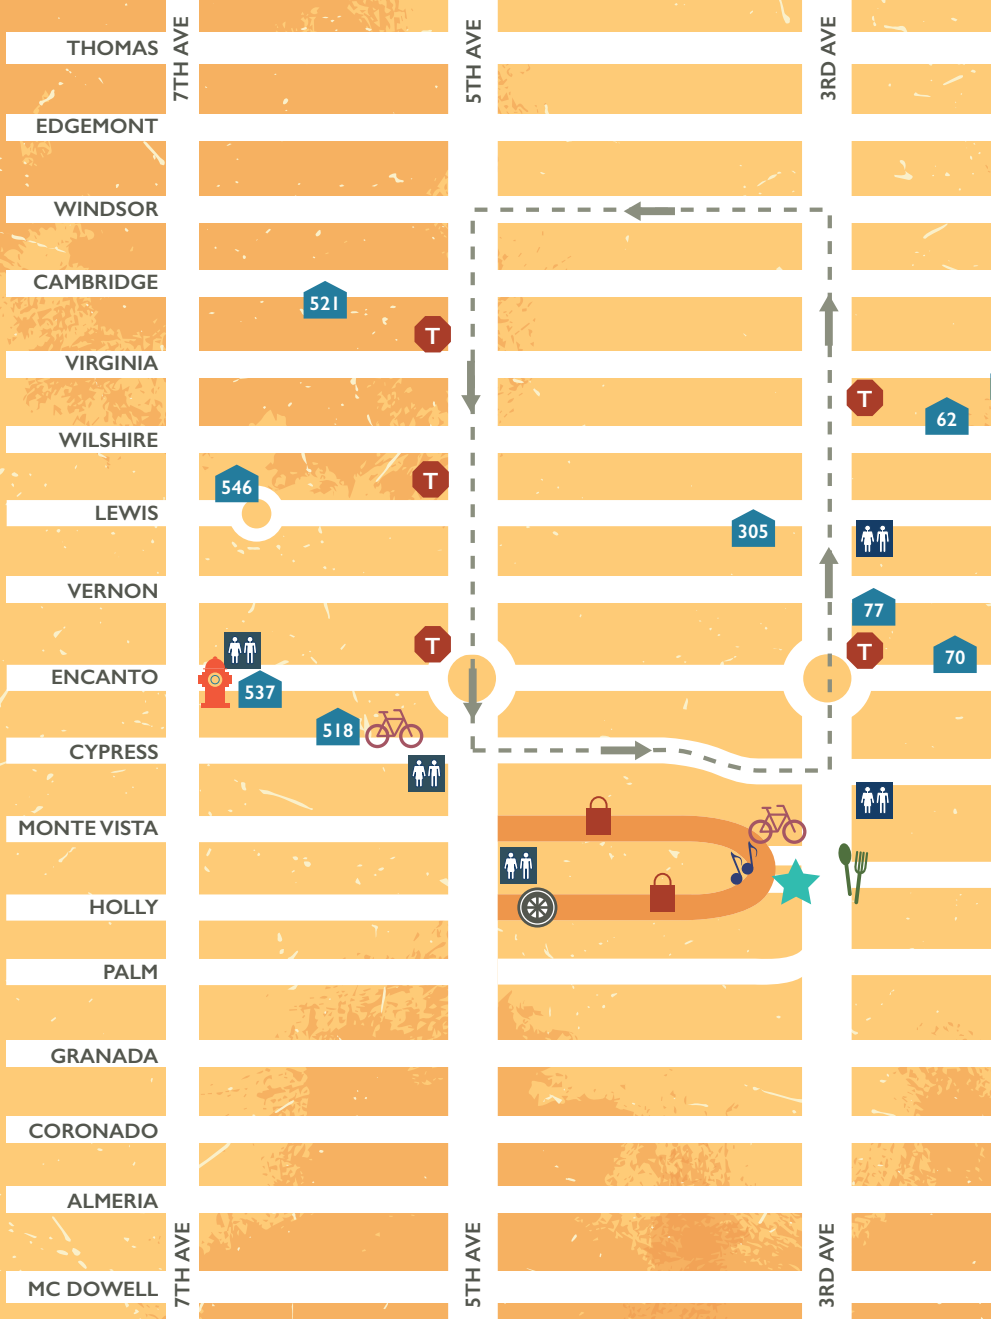 7TH AVE
5TH AVE
3RD AVE
THOMAS
EDGEMONT
WINDSOR
CAMBRIDGE
521
T
VIRGINIA
T
62
WILSHIRE
546
T
LEWIS
305
VERNON
77
T
T
70
ENCANTO
537
518
CYPRESS
MONTE VISTA
HOLLY
PALM
GRANADA
CORONADO
ALMERIA
7TH AVE
5TH AVE
3RD AVE
MC DOWELL